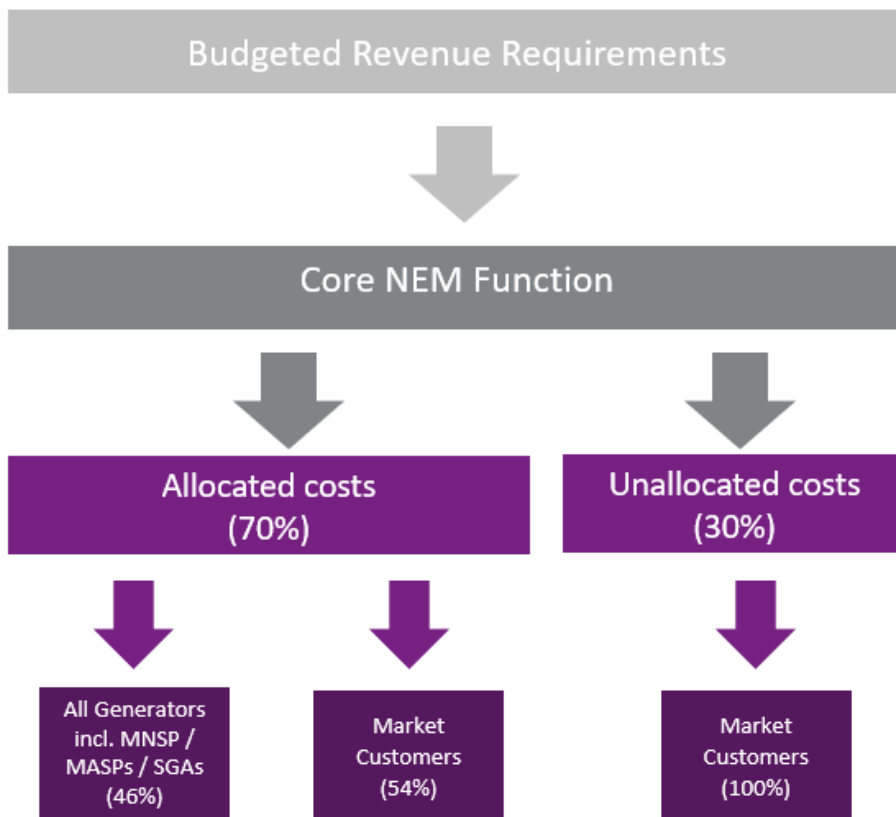 Budgeted Revenue Requirements
Core NEM Function
Allocated costs
(70%)
Unallocated costs
(30%)
All Generators
incl. MNSP /
MASPs / SGAs
(46%)
Market
Customers
(54%)
Market
Customers
(100%)